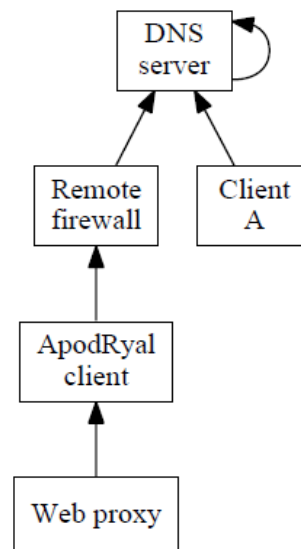 DNS
server
Remote
firewall
Client
A
ApodRyal
client
Web proxy